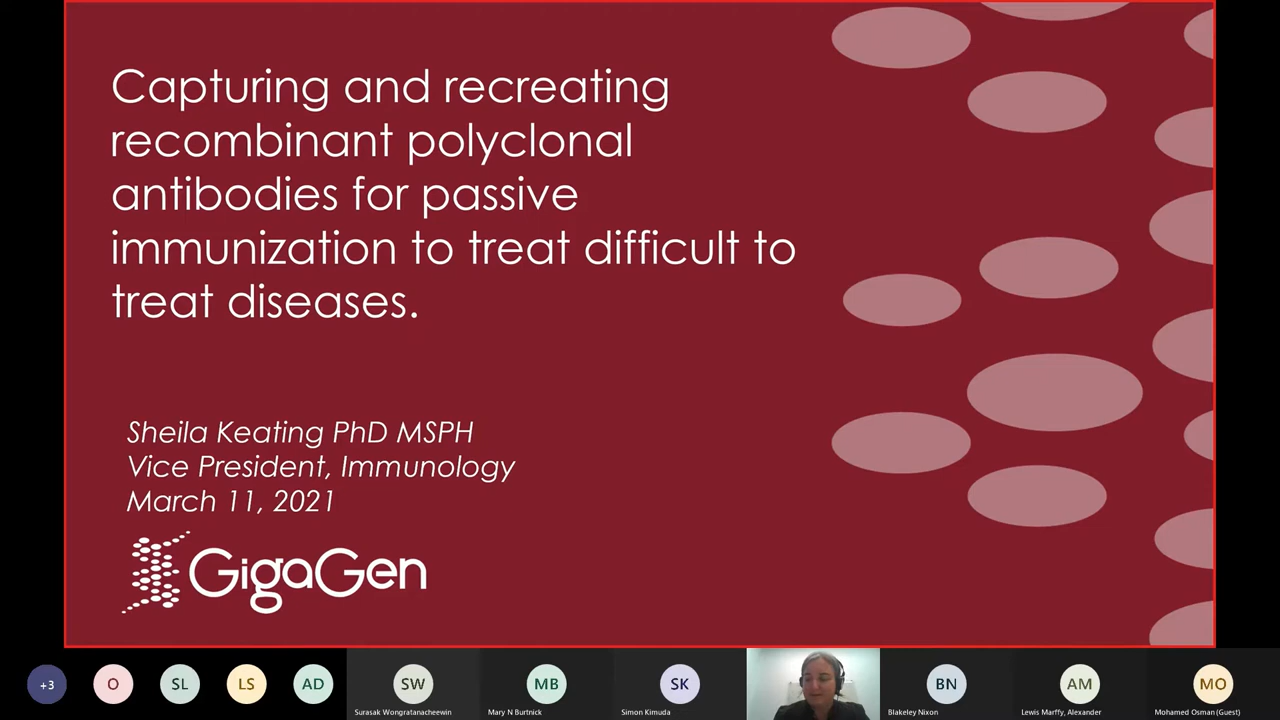 Capturing and recreating
recombinant polyclonal
antibodies for passive
immunization to treat difficult to
treat diseases.
Sheila Keating PhD MSPH
Vice President, Immunology
March 11, 2021
GigaGen
+3
O
SL
LS
AD
SW
Surasak Wongratanacheewin
MB
Mary N Burtnick
SK
Simon Kimuda
BN
Blakeley Nixon
AM
Lewis Marffy, Alexander
MO
Mohamed Osman (Guest)